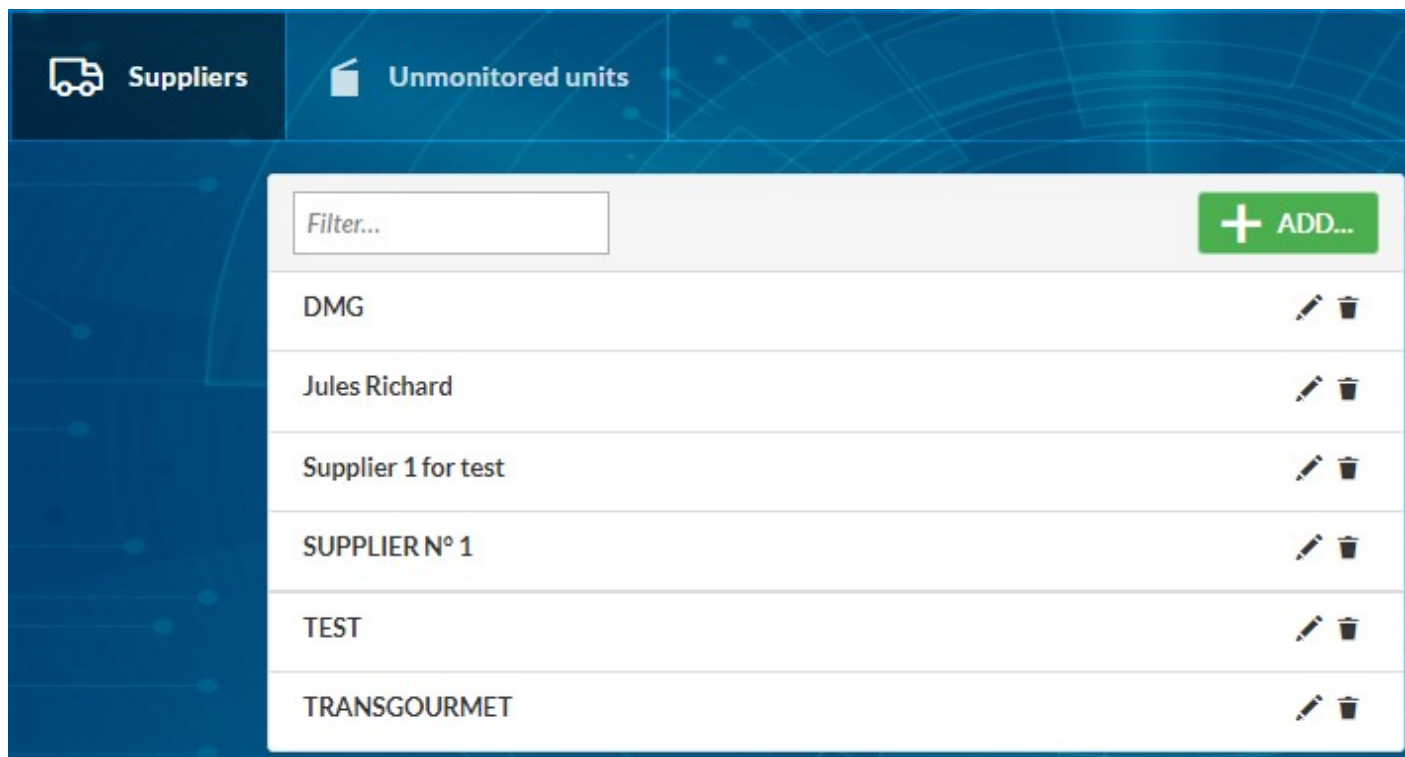 Suppliers Unmonitored units
Filter... ADD...
DMG
Jules Richard
Supplier 1 for test
SUPPLIER N° 1
TEST
TRANSGOURMET